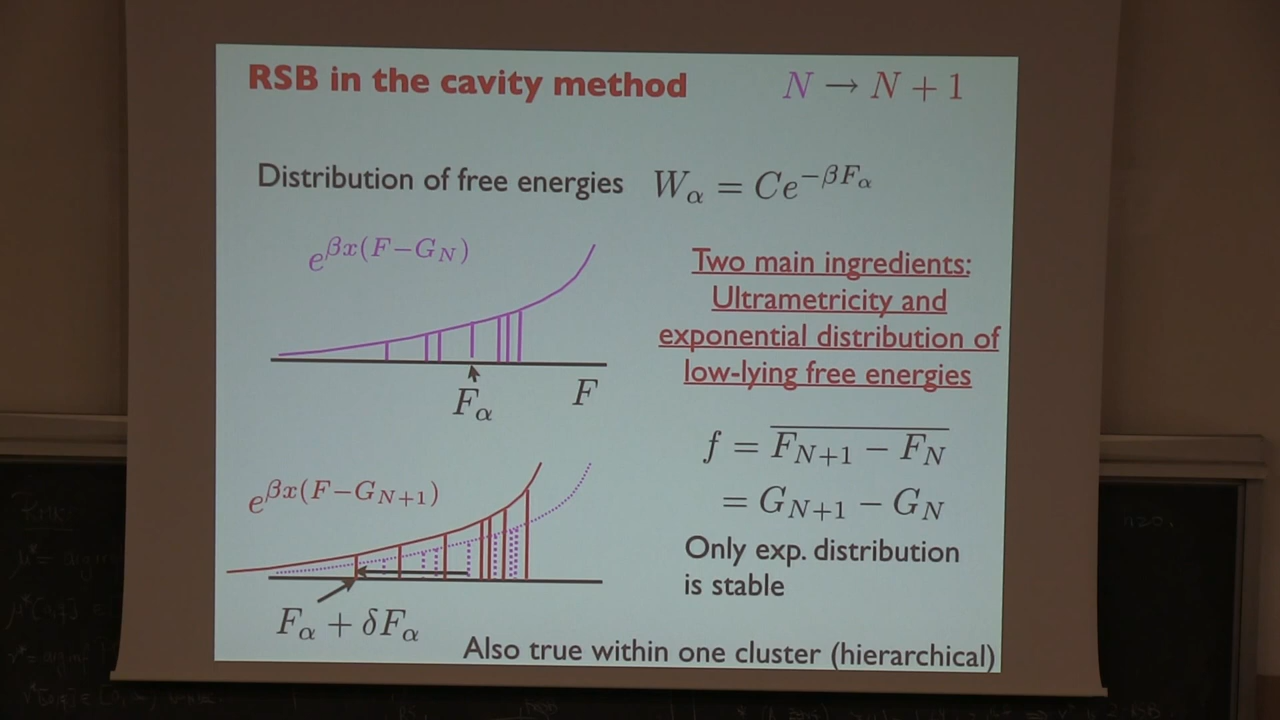 RSB in the cavity method
N → N + 1
Distribution of free energies W_α = Ce^{−βF_α}
e^{βx(F−G_N)}
F_α
F
Two main ingredients:
Ultrametricity and
exponential distribution of
low-lying free energies
f = \overline{F_{N+1} − F_N}
= G_{N+1} − G_N
e^{βx(F−G_{N+1})}
Only exp. distribution
is stable
F_α + δF_α
Also true within one cluster (hierarchical)